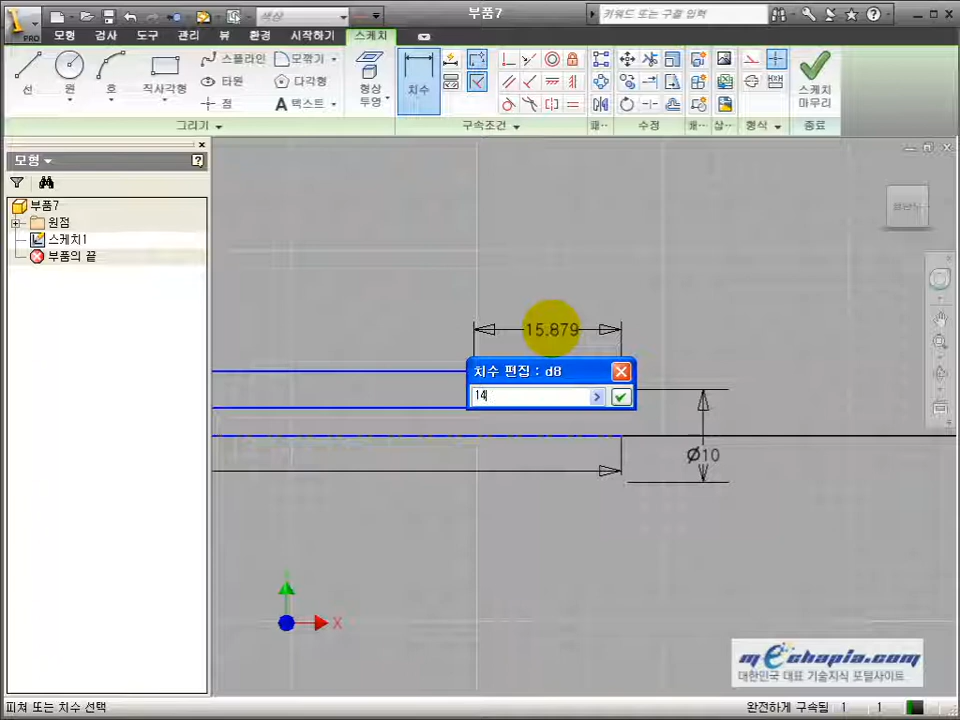 PRO
색상
부품7
키워드 또는 구절 입력
모형 검사 도구 관리 뷰 환경 시작하기 스케치
선 원 호 직사각형
스플라인 모깎기
타원 다각형
점 텍스트
형상
투영
치수
스케치
마무리
그리기 구속조건 패·· 수정 형식 종료
모형
부품7
원점
스케치1
부품의 끝
15.879
치수 편집 : d8
14
Ø10
X
mechapia.com
대한민국 대표 기술지식 포털사이트
피쳐 또는 치수 선택
완전하게 구속됨 1 1